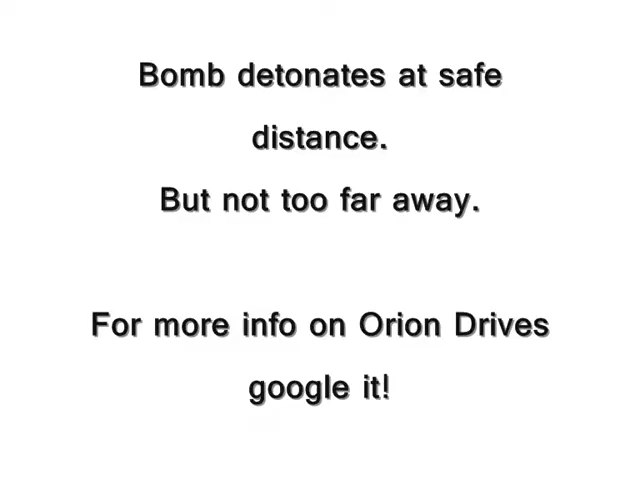 Bomb detonates at safe
distance.
But not too far away.
For more info on Orion Drives
google it!